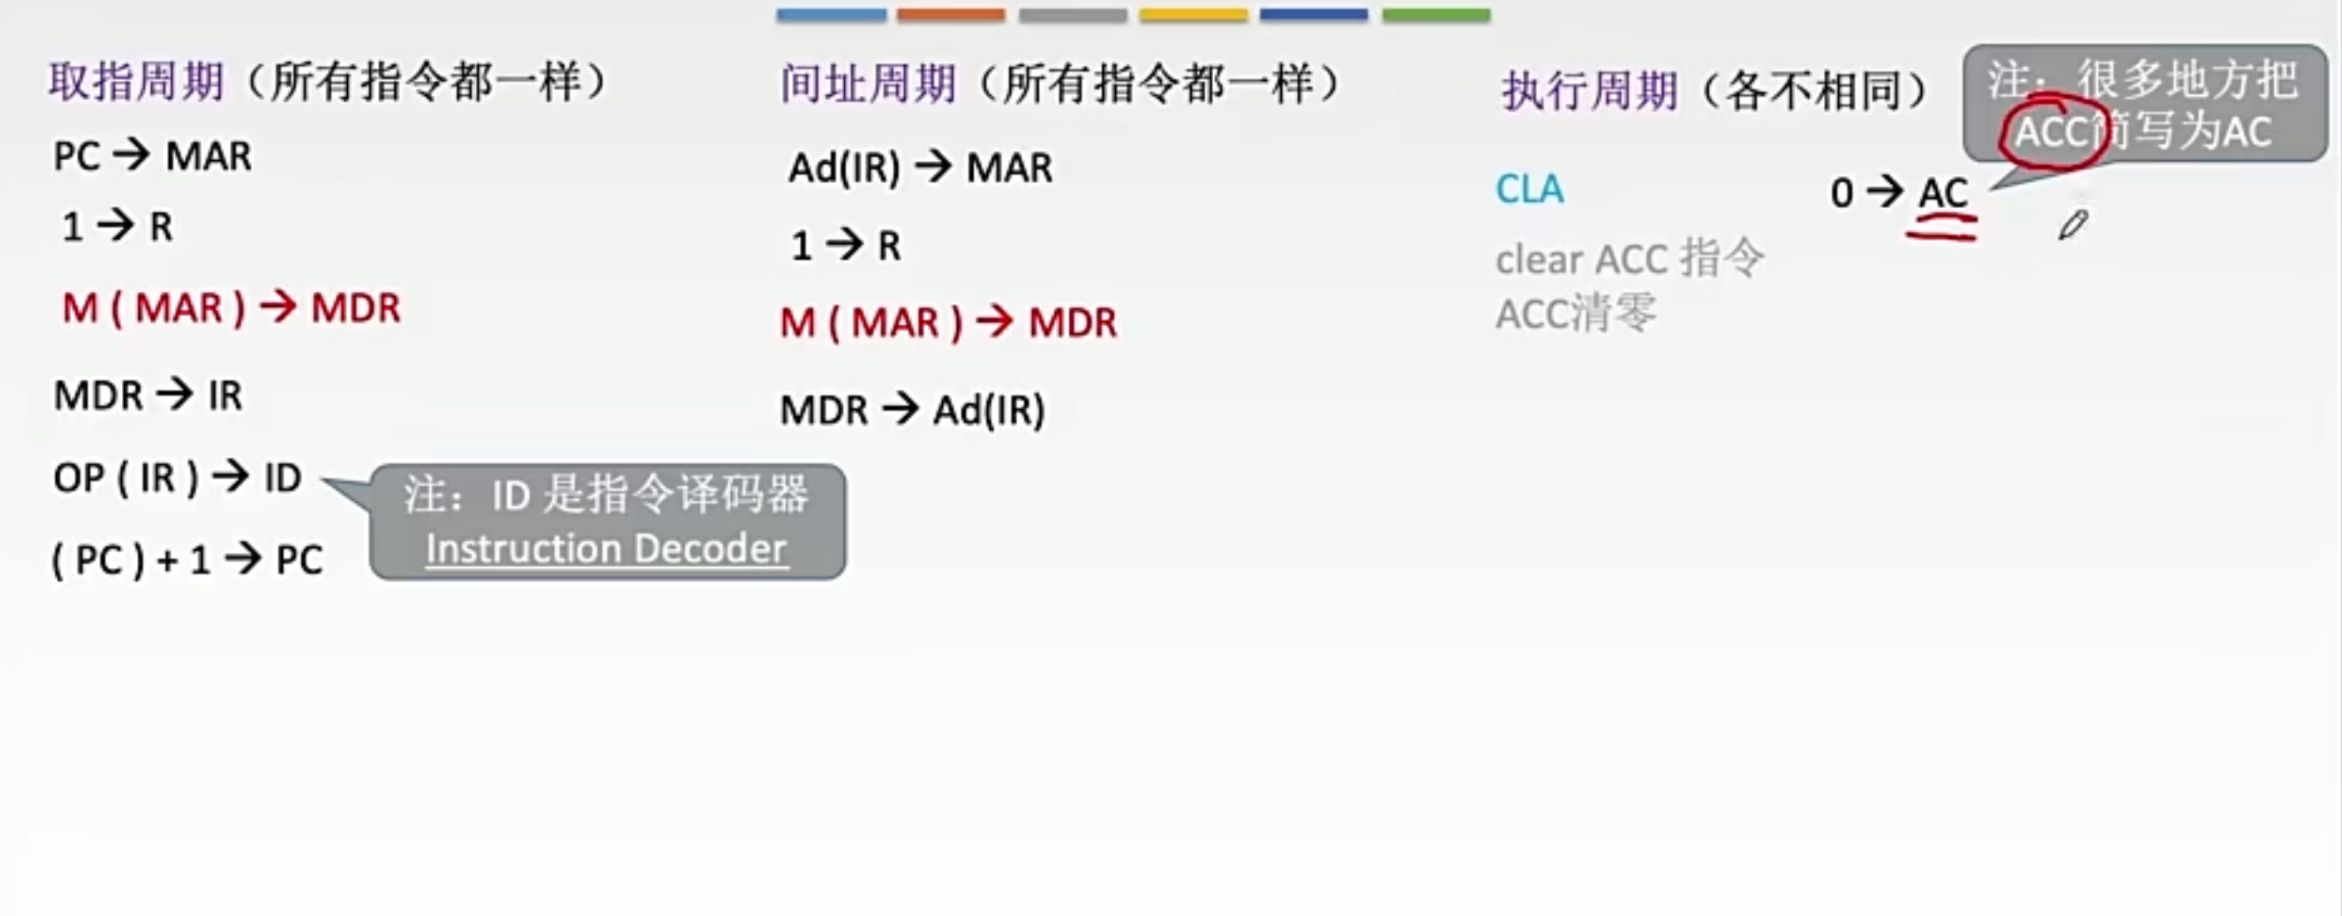 取指周期（所有指令都一样）
PC → MAR
1 → R
M ( MAR ) → MDR
MDR → IR
OP ( IR ) → ID
注：ID 是指令译码器
Instruction Decoder
( PC ) + 1 → PC
间址周期（所有指令都一样）
Ad(IR) → MAR
1 → R
M ( MAR ) → MDR
MDR → Ad(IR)
执行周期（各不相同）
注：很多地方把
ACC简写为AC
CLA
0 → AC
clear ACC 指令
ACC清零